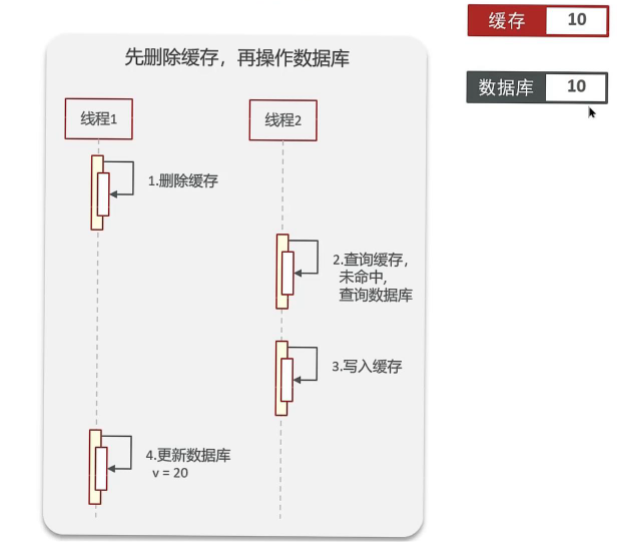 先删除缓存，再操作数据库
缓存 10
数据库 10
线程1
线程2
1.删除缓存
2.查询缓存，
未命中，
查询数据库
3.写入缓存
4.更新数据库
v = 20